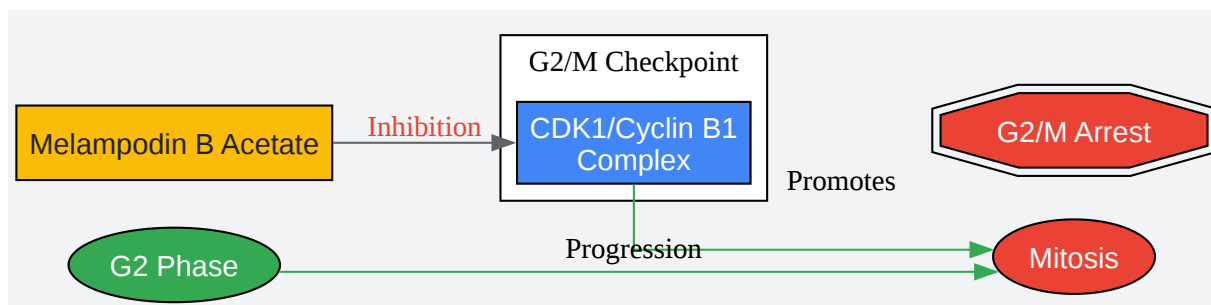 G2/M Checkpoint
Melampodin B Acetate
Inhibition
CDK1/Cyclin B1
Complex
G2/M Arrest
Promotes
G2 Phase
Progression
Mitosis